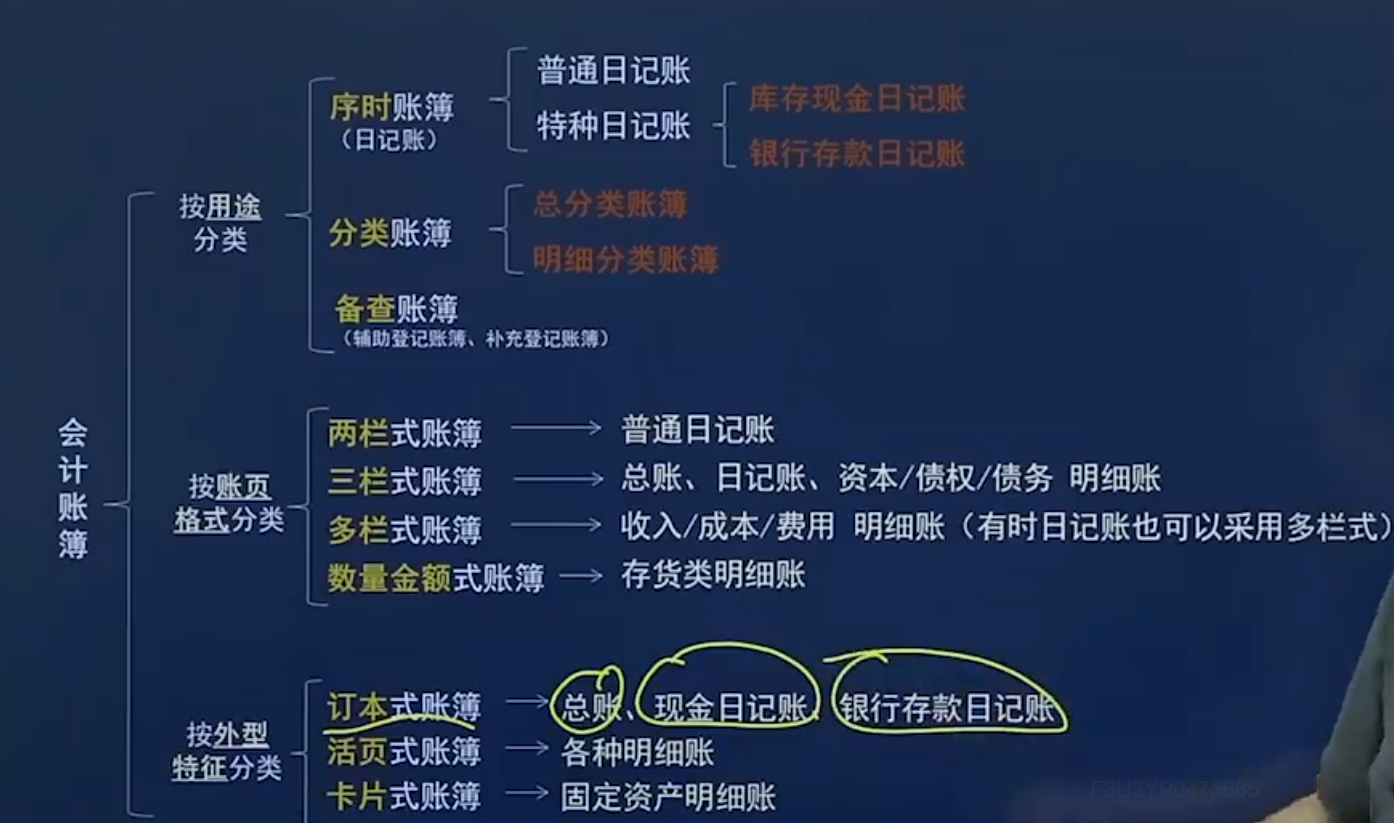 会计账簿
按用途
分类
序时账簿
（日记账）
普通日记账
特种日记账
库存现金日记账
银行存款日记账
分类账簿
总分类账簿
明细分类账簿
备查账簿
（辅助登记账簿、补充登记账簿）
按账页
格式分类
两栏式账簿 → 普通日记账
三栏式账簿 → 总账、日记账、资本/债权/债务 明细账
多栏式账簿 → 收入/成本/费用 明细账（有时日记账也可以采用多栏式）
数量金额式账簿 → 存货类明细账
按外型
特征分类
订本式账簿 → 总账、现金日记账、银行存款日记账
活页式账簿 → 各种明细账
卡片式账簿 → 固定资产明细账
F8U3YP0475665